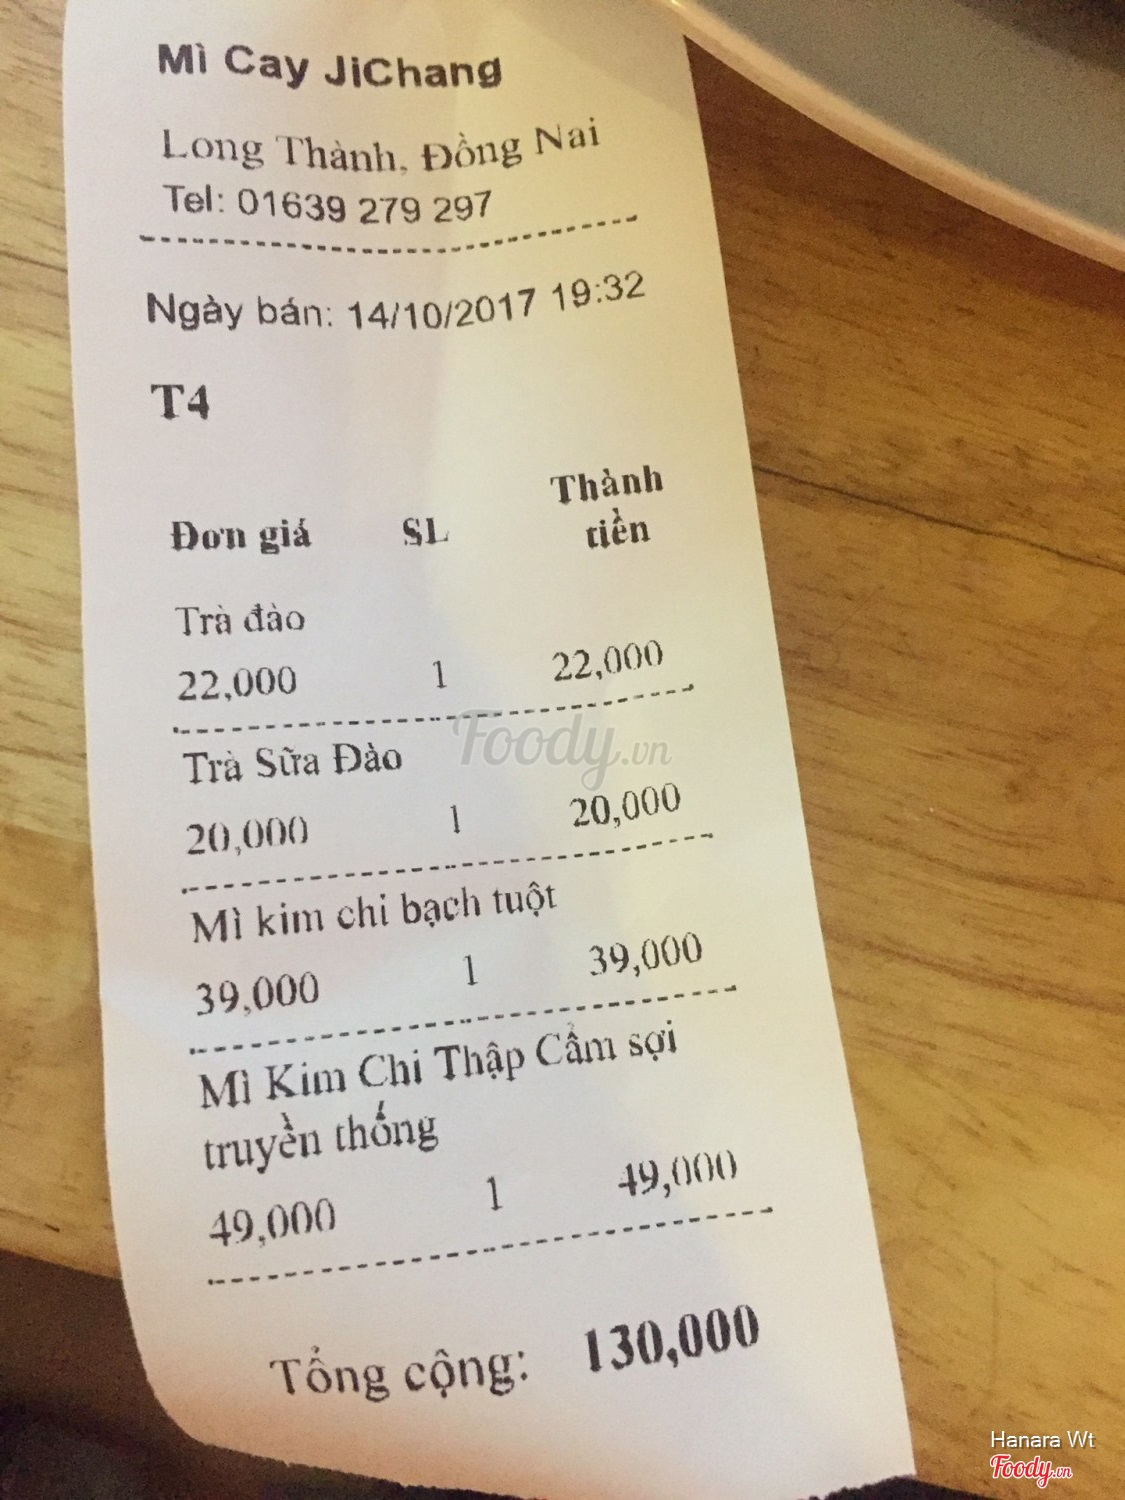 Mì Cay JiChang
Long Thành, Đồng Nai
Tel: 01639 279 297
Ngày bán: 14/10/2017 19:32
T4
Đơn giá SL Thành tiền
Trà đào
22,000 1 22,000
Foody.vn
Trà Sữa Đào
20,000 1 20,000
Mì kim chi bạch tuột
39,000 1 39,000
Mì Kim Chi Thập Cẩm sợi
truyền thống
49,000 1 49,000
Tổng cộng: 130,000
Hanara Wt
Foody.vn